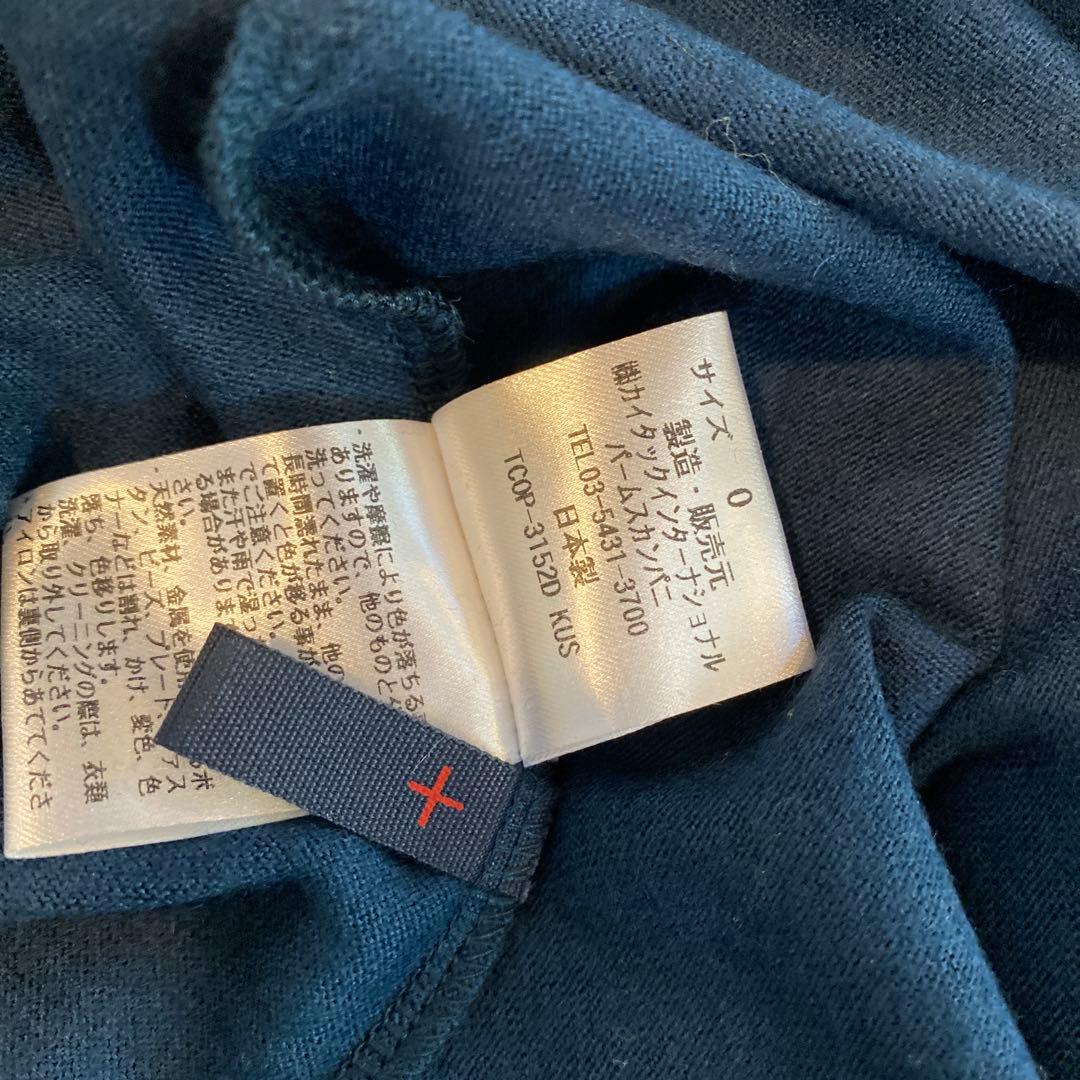 サイズ 0
製造・販売元
㈱カイタックインターナショナル
パームスカンパニー
TEL03-5431-3700
日本製
TCOP-3152D KUS
・洗濯や摩擦により色が落ちる
ありますので、他のものと
洗ってください。
長時間濡れたまま、他の
て置くと色が移る事が
でご注意ください。
また汗や雨で湿っ
る場合がありま
さい。
・天然素材、金属を使
タン、ビーズ、ブレード、ファス
ナーなどは割れ、かけ、変色、色
落ち、色移りします。
洗濯、クリーニングの際は、衣類
から取り外してください。
・アイロンは裏側からあててくださ